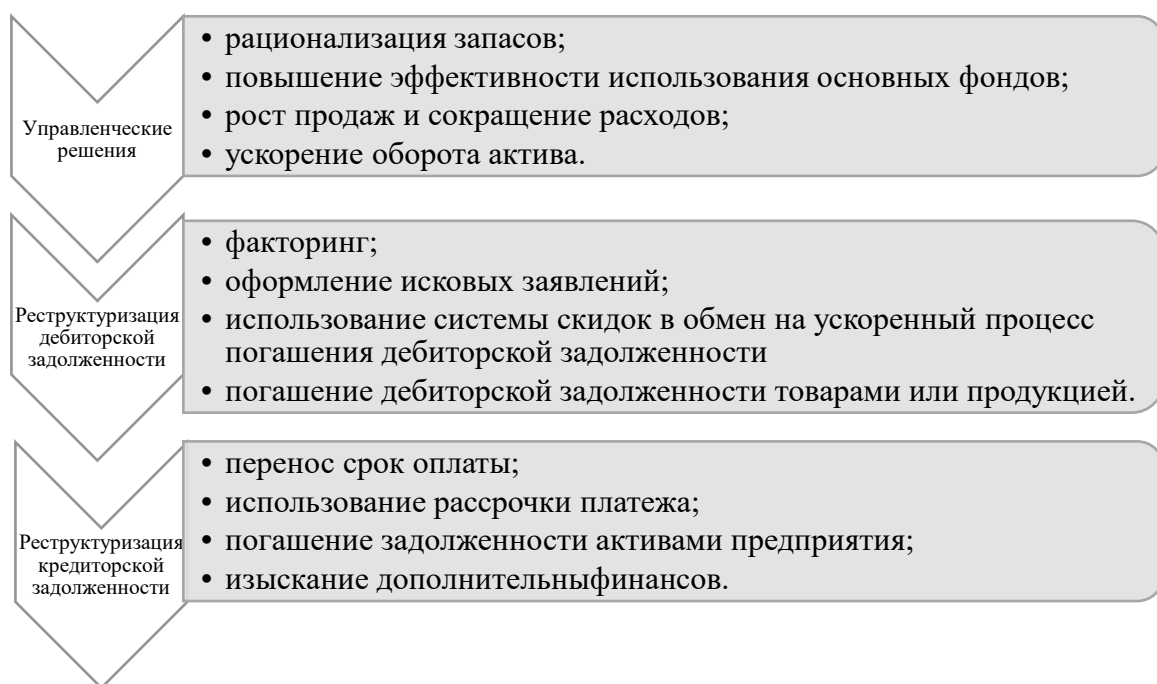 Управленческие
решения
• рационализация запасов;
• повышение эффективности использования основных фондов;
• рост продаж и сокращение расходов;
• ускорение оборота актива.
Реструктуризация
дебиторской
задолженности
• факторинг;
• оформление исковых заявлений;
• использование системы скидок в обмен на ускоренный процесс
погашения дебиторской задолженности
• погашение дебиторской задолженности товарами или продукцией.
Реструктуризация
кредиторской
задолженности
• перенос срок оплаты;
• использование рассрочки платежа;
• погашение задолженности активами предприятия;
• изыскание дополнительныфинансов.